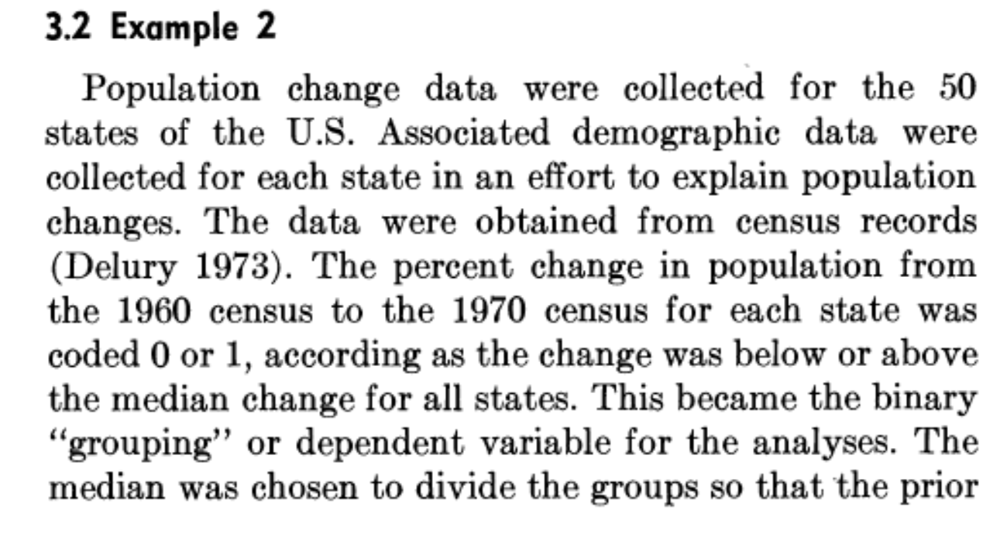 3.2 Example 2
Population change data were collected for the 50
states of the U.S. Associated demographic data were
collected for each state in an effort to explain population
changes. The data were obtained from census records
(Delury 1973). The percent change in population from
the 1960 census to the 1970 census for each state was
coded 0 or 1, according as the change was below or above
the median change for all states. This became the binary
“grouping” or dependent variable for the analyses. The
median was chosen to divide the groups so that the prior